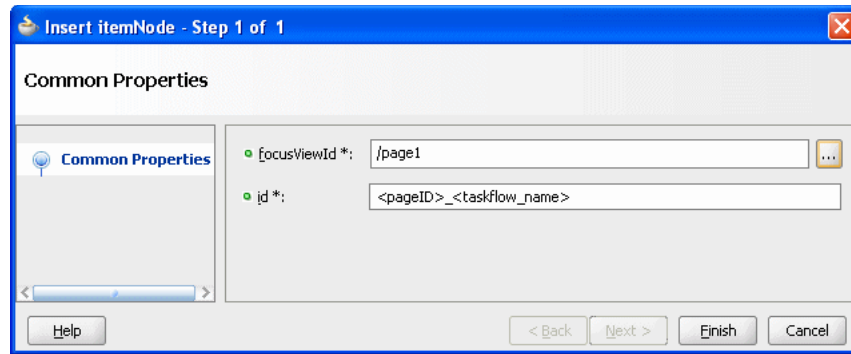 Insert itemNode - Step 1 of 1
Common Properties
Common Properties
focusViewId *: /page1 ...
id *: <pageID>_<taskflow_name>
Help < Back Next > Finish Cancel